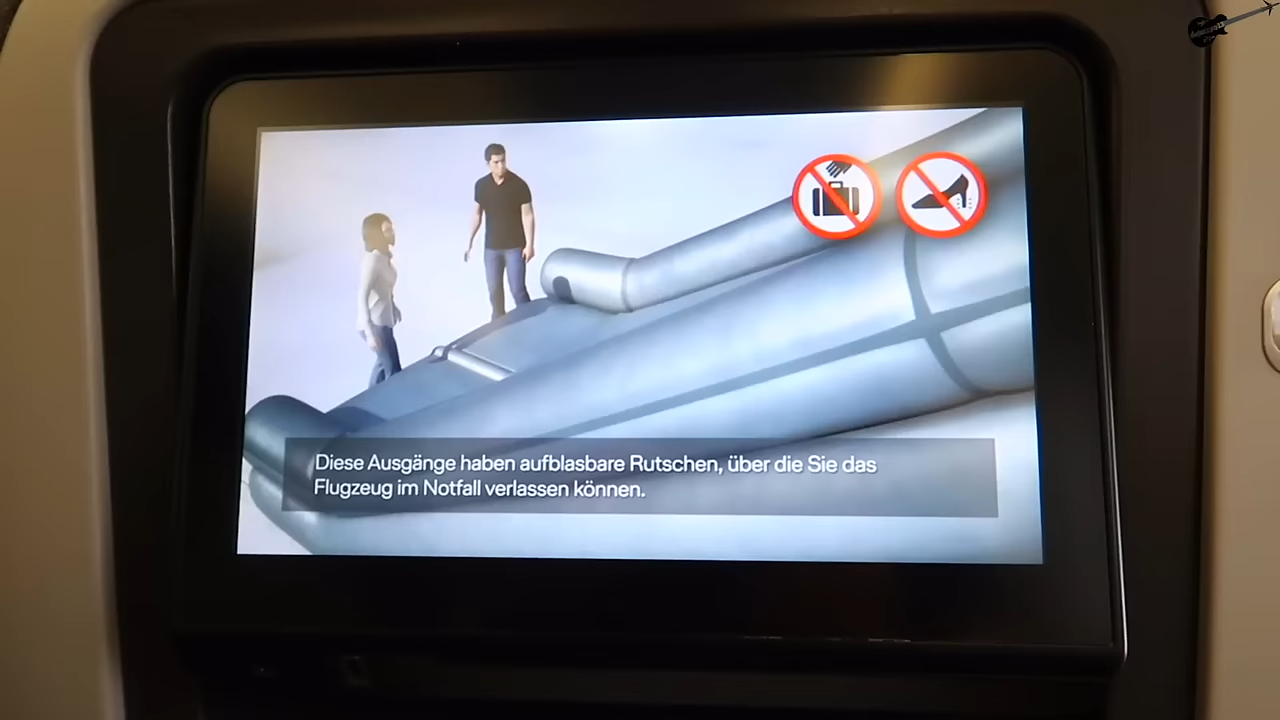 Diese Ausgänge haben aufblasbare Rutschen, über die Sie das
Flugzeug im Notfall verlassen können.